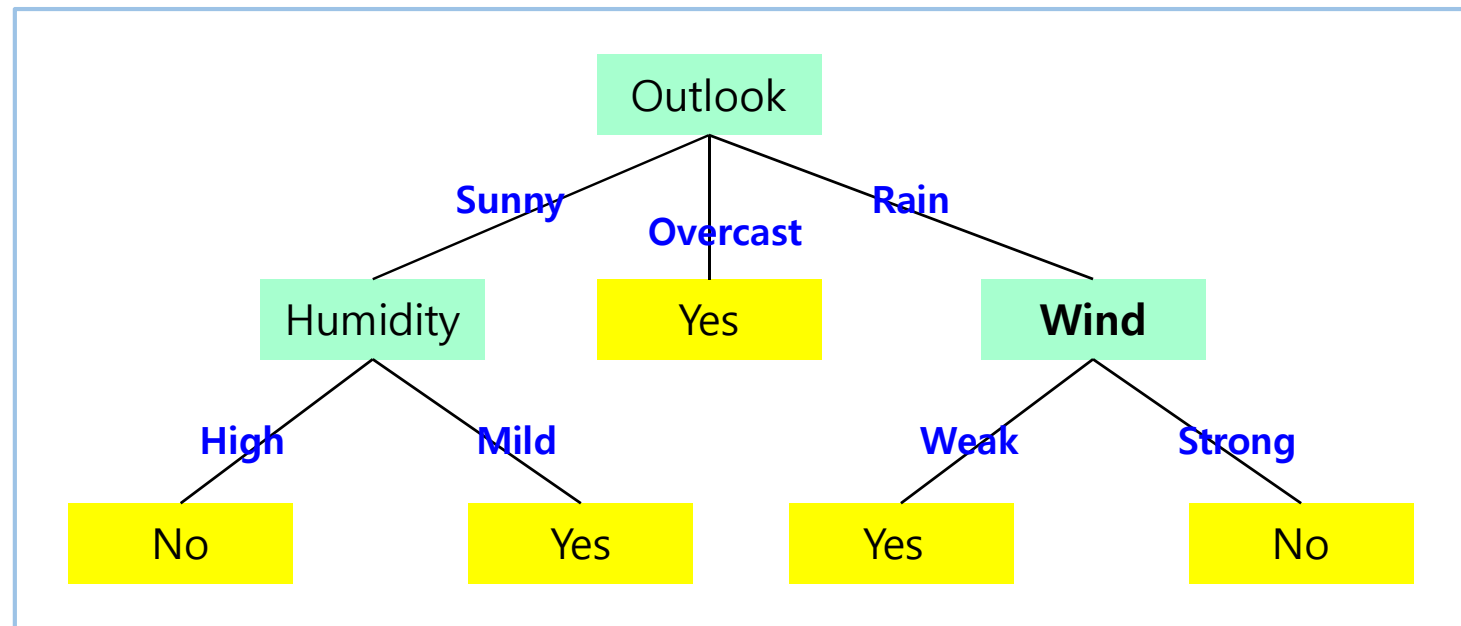 Outlook
Sunny
Overcast
Rain
Humidity
Yes
Wind
High
Mild
Weak
Strong
No
Yes
Yes
No